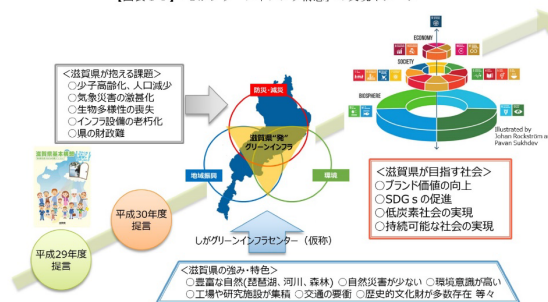 ECONOMY
SOCIETY
BIOSPHERE
Illustrated by
Johan Rockström and
Pavan Sukhdev
<滋賀県が抱える課題>
○少子高齢化、人口減少
○気象災害の激甚化
○生物多様性の喪失
○インフラ設備の老朽化
○県の財政難
防災・減災
滋賀県“発”
グリーンインフラ
地域振興
環境
<滋賀県が目指す社会>
○ブランド価値の向上
○SDGsの促進
○低炭素社会の実現
○持続可能な社会の実現
滋賀県基本構想
平成30年度
提言
平成29年度
提言
しがグリーンインフラセンター（仮称）
<滋賀県の強み・特色>
○豊富な自然(琵琶湖、河川、森林) ○自然災害が少ない ○環境意識が高い
○工場や研究施設が集積 ○交通の要衝 ○歴史的文化財が多数存在 等々